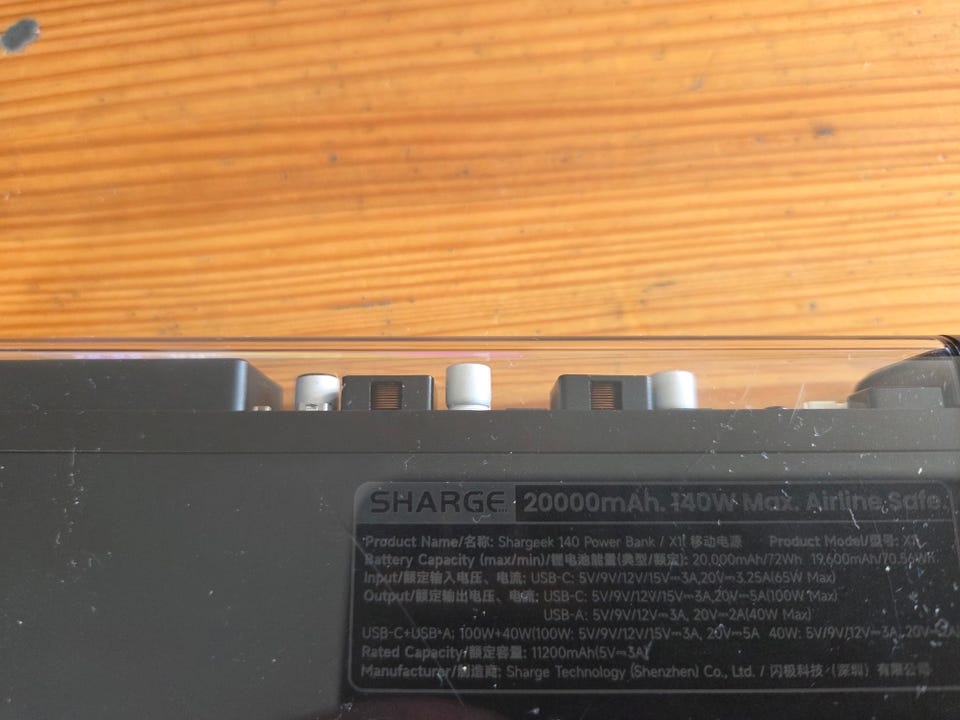 SHARGE 20000mAh. 140W Max. Airline Safe.
Product Name/名称: Shargeek 140 Power Bank / X1 移动电源 Product Model/型号: X1
Battery Capacity (max/min)/锂电池能量(典型/额定): 20,000mAh/72Wh 19,600mAh/70.56Wh
Input/额定输入电压、电流: USB-C: 5V/9V/12V/15V⎓3A,20V⎓3.25A(65W Max)
Output/额定输出电压、电流: USB-C: 5V/9V/12V/15V⎓3A,20V⎓5A(100W Max)
USB-A: 5V/9V/12V⎓3A, 20V⎓2A(40W Max)
USB-C+USB-A: 100W+40W(100W: 5V/9V/12V/15V⎓3A, 20V⎓5A 40W: 5V/9V/12V⎓3A,20V⎓2A
Rated Capacity/额定容量: 11200mAh(5V⎓3A)
Manufacturer/制造商: Sharge Technology (Shenzhen) Co., Ltd. / 闪极科技（深圳）有限公司